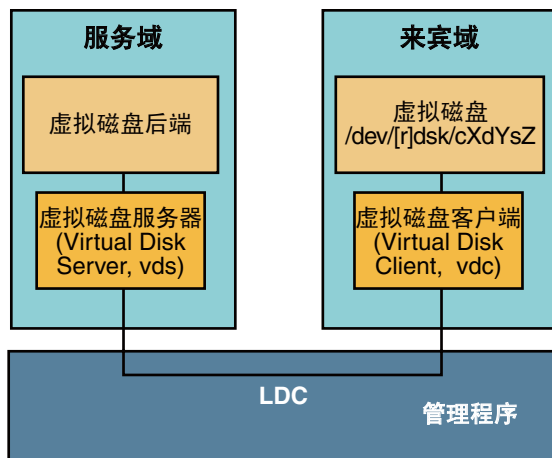 服务域
虚拟磁盘后端
虚拟磁盘服务器
(Virtual Disk
Server, vds)
来宾域
虚拟磁盘
/dev/[r]dsk/cXdYsZ
虚拟磁盘客户端
(Virtual Disk
Client, vdc)
LDC
管理程序